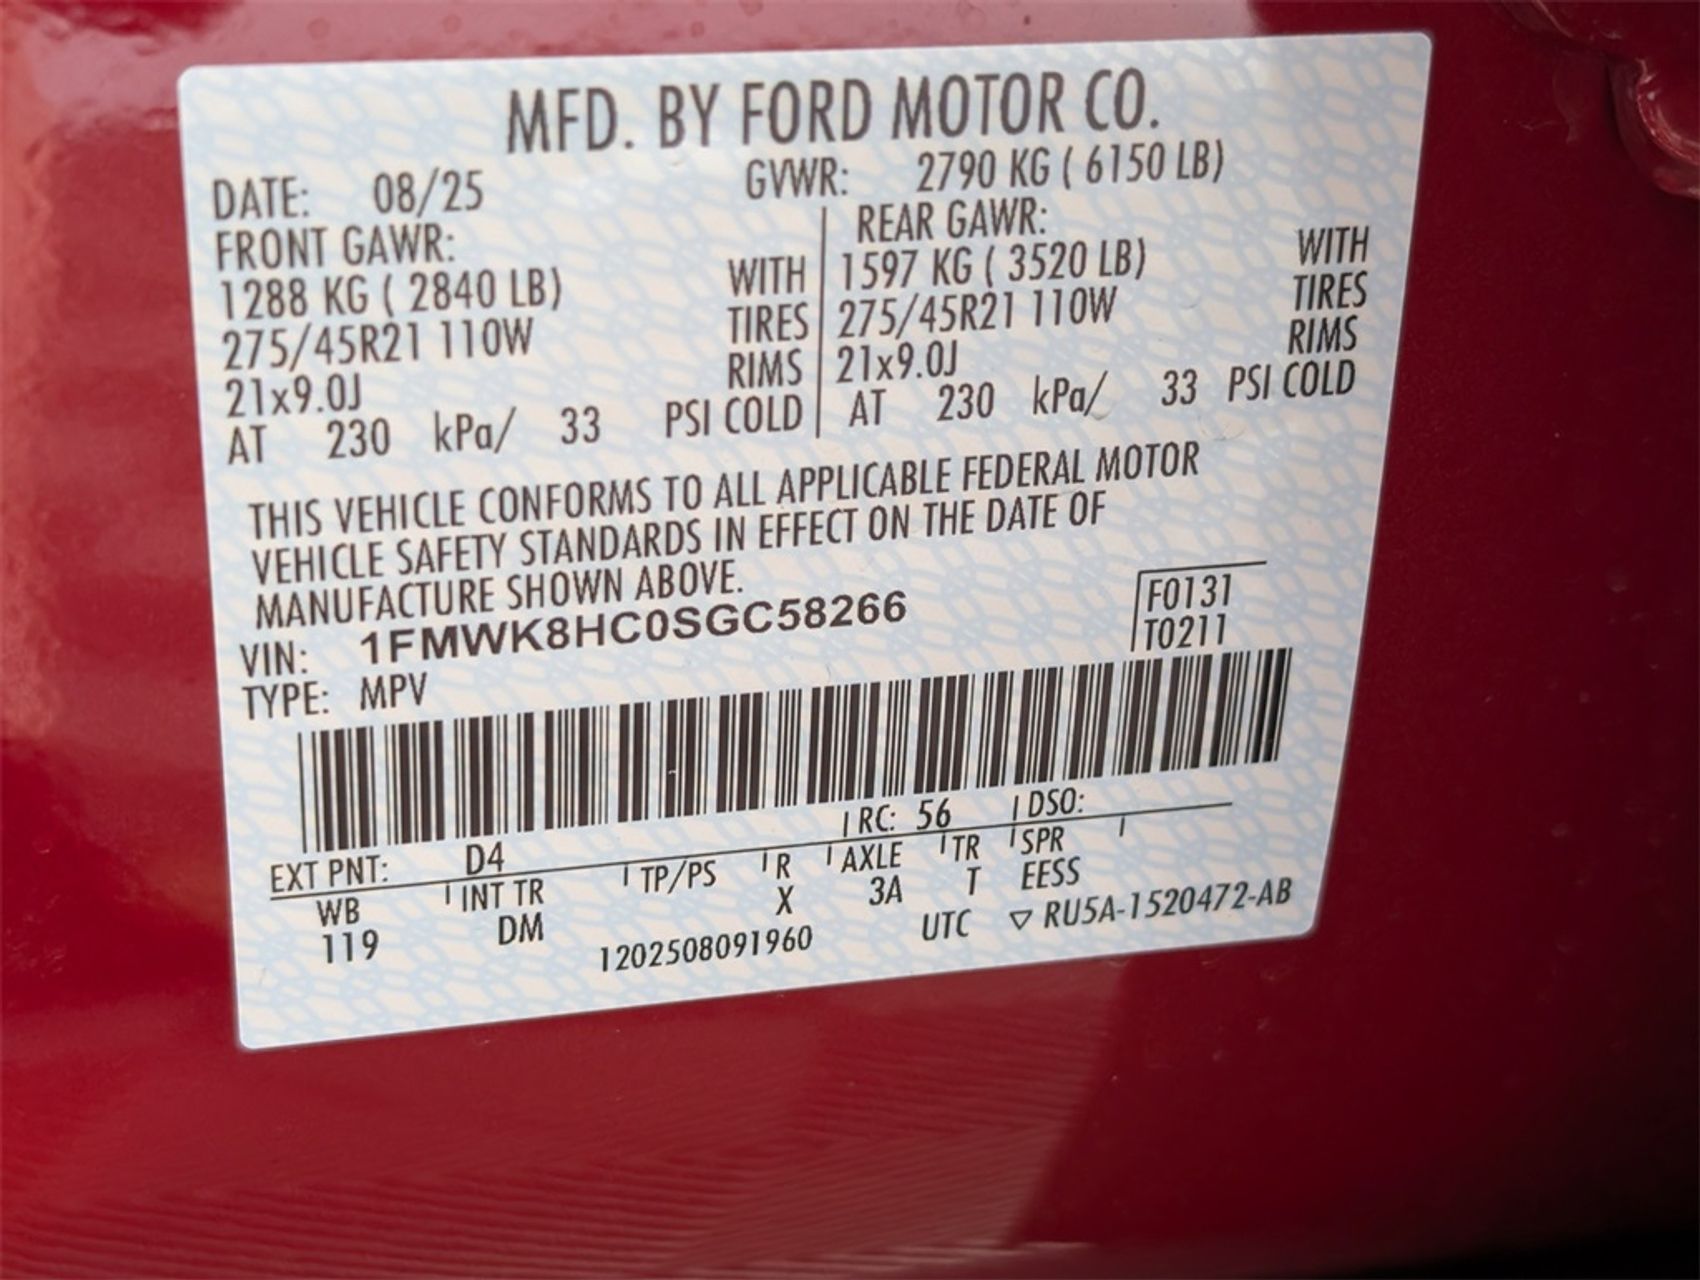 MFD. BY FORD MOTOR CO.
DATE: 08/25 GVWR: 2790 KG ( 6150 LB)
FRONT GAWR: REAR GAWR:
1288 KG ( 2840 LB) WITH 1597 KG ( 3520 LB) WITH
275/45R21 110W TIRES 275/45R21 110W TIRES
21x9.0J RIMS 21x9.0J RIMS
AT 230 kPa/ 33 PSI COLD AT 230 kPa/ 33 PSI COLD
THIS VEHICLE CONFORMS TO ALL APPLICABLE FEDERAL MOTOR
VEHICLE SAFETY STANDARDS IN EFFECT ON THE DATE OF
MANUFACTURE SHOWN ABOVE.
VIN: 1FMWK8HC0SGC58266 F0131
TYPE: MPV T0211
EXT PNT: D4 RC: 56 DSO:
WB INT TR TP/PS R AXLE TR SPR
119 DM X 3A T EESS
1202508091960 UTC ▽ RU5A-1520472-AB